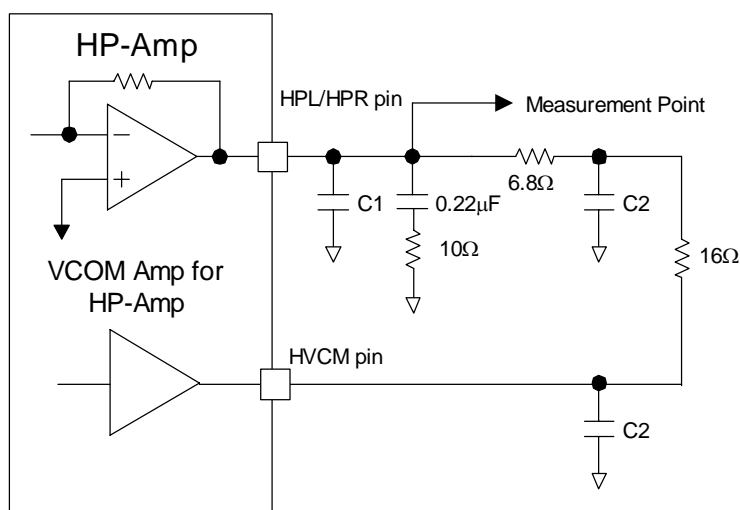 HP-Amp
HPL/HPR pin
Measurement Point
−
+
C1
0.22µF
10Ω
6.8Ω
C2
16Ω
VCOM Amp for
HP-Amp
HVCM pin
C2